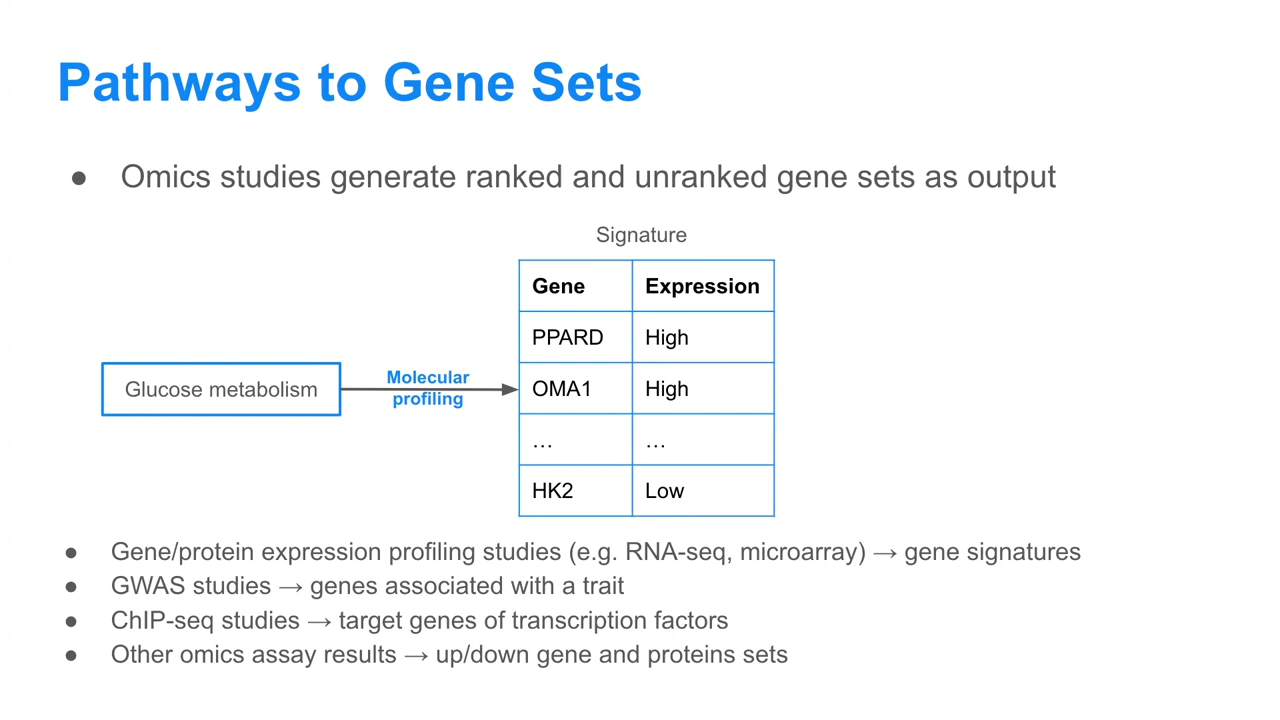 Pathways to Gene Sets
● Omics studies generate ranked and unranked gene sets as output
Signature
Gene Expression
PPARD High
Glucose metabolism
Molecular
profiling
OMA1 High
… …
HK2 Low
● Gene/protein expression profiling studies (e.g. RNA-seq, microarray) → gene signatures
● GWAS studies → genes associated with a trait
● ChIP-seq studies → target genes of transcription factors
● Other omics assay results → up/down gene and proteins sets